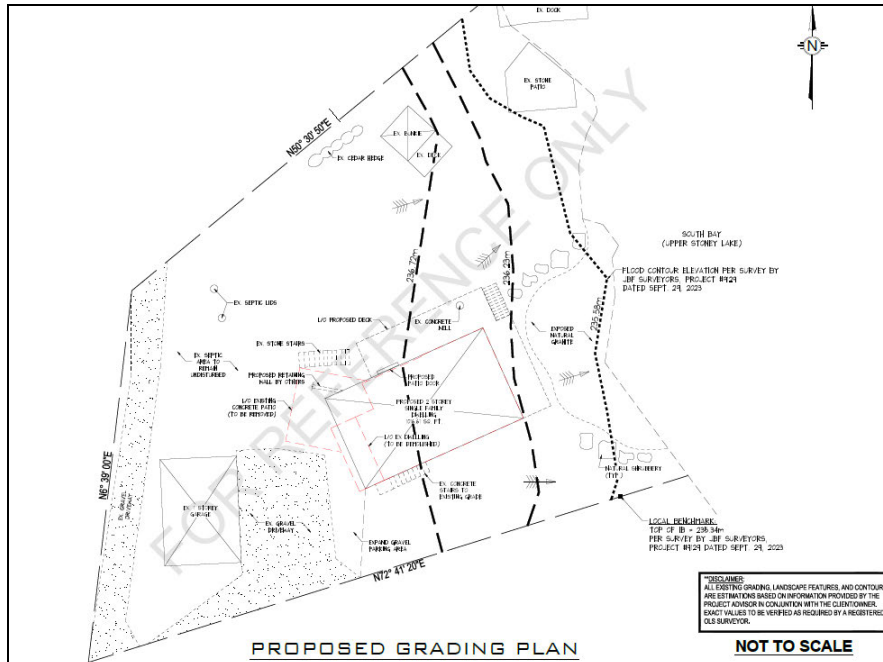 EX. DOCK
N
EX. STONE
PATIO
N50° 30' 50"E
EX. BUNKIE
EX. DECK
EX. CEDAR HEDGE
SOUTH BAY
(UPPER STONEY LAKE)
FLOOD CONTOUR ELEVATION PER SURVEY BY
JBF SURVEYORS, PROJECT #9129
DATED SEPT. 29, 2023
236.72m
236.23m
235.58m
EX. SEPTIC LIDS
L/O PROPOSED DECK
EX. CONCRETE
WELL
EXPOSED
NATURAL
GRANITE
EX. STONE STAIRS
EX. SEPTIC
AREA TO
REMAIN
UNDISTURBED
PROPOSED RETAINING
WALL BY OTHERS
PROPOSED
PATIO DOOR
PROPOSED 2 STOREY
SINGLE FAMILY
DWELLING
L/O EXISTING
CONCRETE PATIO
(TO BE REMOVED)
L/O EX. DWELLING
(TO BE DEMOLISHED)
N6° 39' 00"E
EX. GRAVEL
DRIVEWAY
EX. CONCRETE
STAIRS TO
EXISTING GRADE
NATURAL SHRUBBERY
(TYP.)
STOREY
GARAGE
EX. GRAVEL
DRIVEWAY
EXPAND GRAVEL
PARKING AREA
N72° 41' 20"E
LOCAL BENCHMARK:
TOP OF IB =
PER SURVEY BY JBF SURVEYORS,
PROJECT #9129 DATED SEPT. 29, 2023
FOR REFERENCE ONLY
**DISCLAIMER:
ALL EXISTING GRADING, LANDSCAPE FEATURES, AND CONTOURS
ARE ESTIMATIONS BASED ON INFORMATION PROVIDED BY THE
PROJECT ADVISOR IN CONJUNTION WITH THE CLIENT/OWNER.
EXACT VALUES TO BE VERIFIED AS REQUIRED BY A REGISTERED
OLS SURVEYOR.
PROPOSED GRADING PLAN
NOT TO SCALE